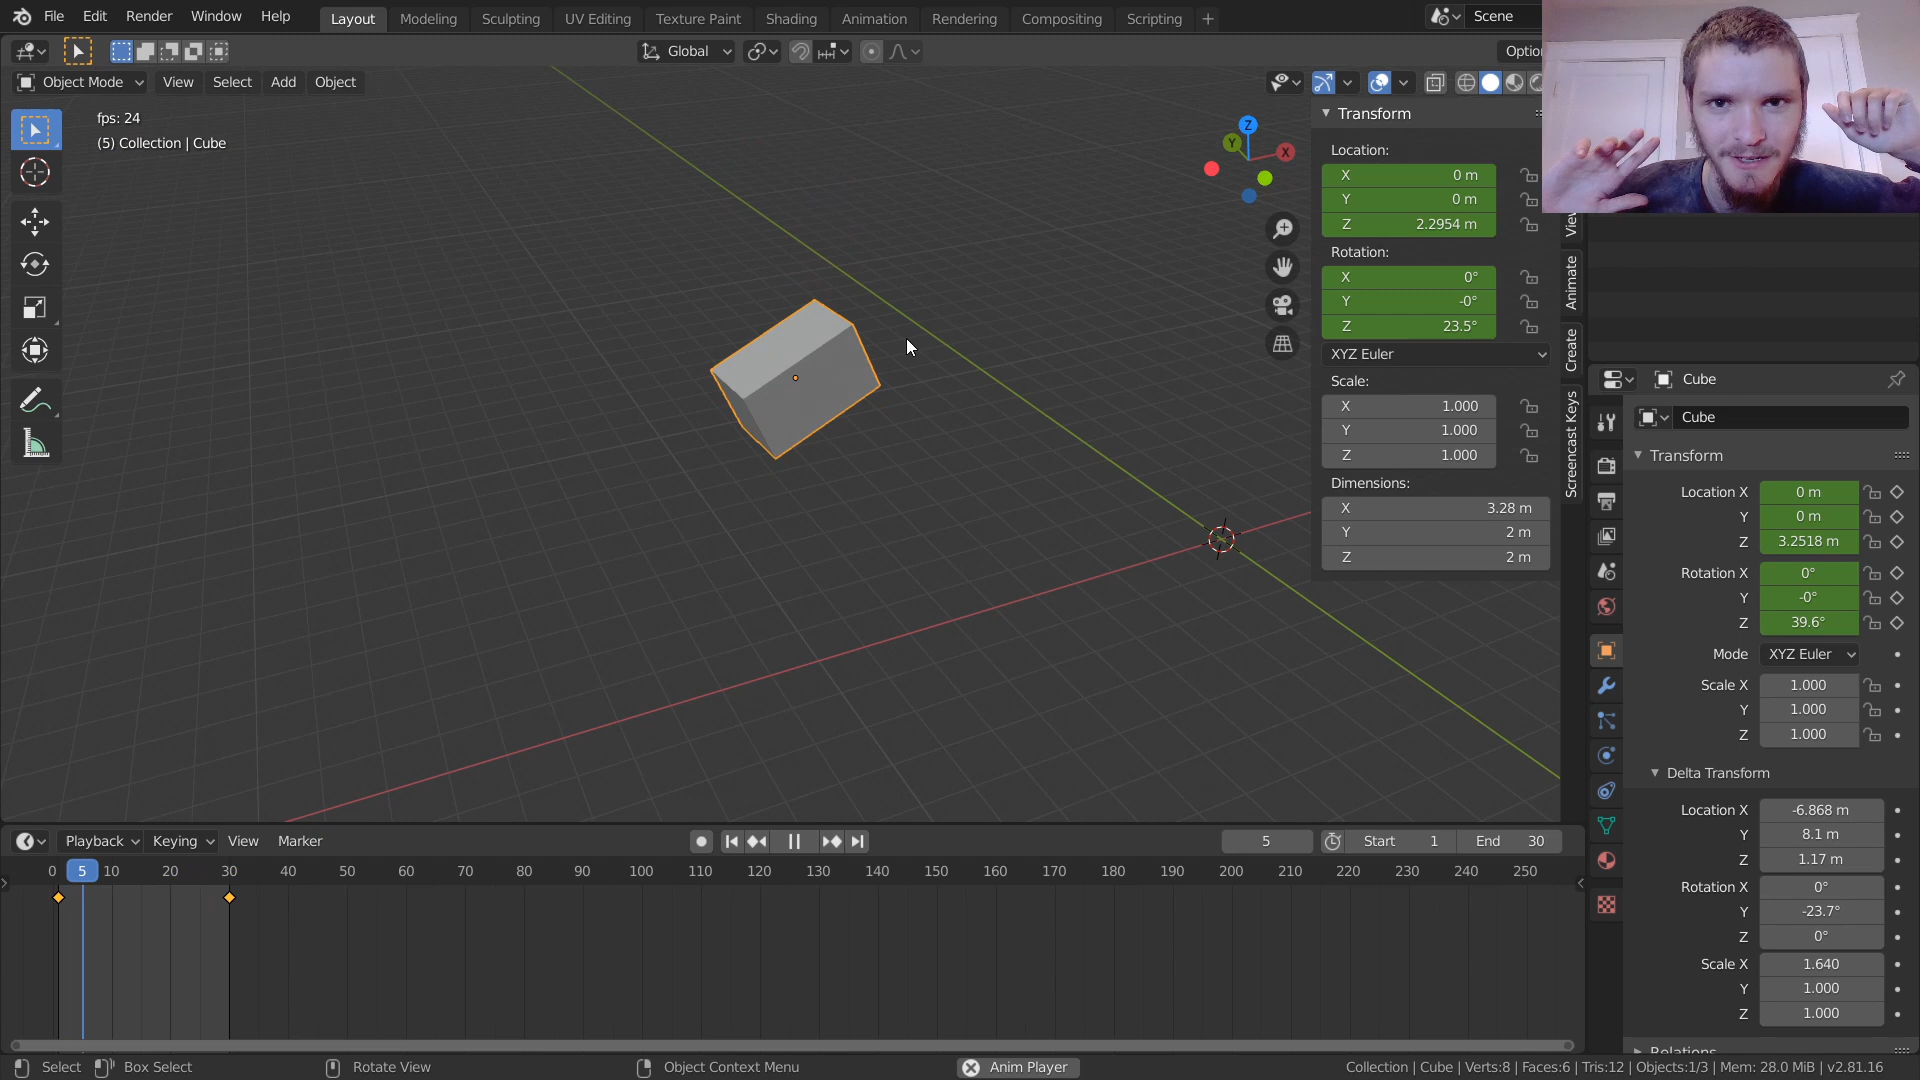 File Edit Render Window Help Layout Modeling Sculpting UV Editing Texture Paint Shading Animation Rendering Compositing Scripting + Scene
Global Optio
Object Mode View Select Add Object
fps: 24
(5) Collection | Cube
Z
Y
X
Transform
Location:
X 0 m
Y 0 m
Z 2.2954 m
Rotation:
X 0°
Y -0°
Z 23.5°
XYZ Euler
Scale:
X 1.000
Y 1.000
Z 1.000
Dimensions:
X 3.28 m
Y 2 m
Z 2 m
Animate
Create
Screencast Keys
Cube
Cube
Transform
Location X 0 m
Y 0 m
Z 3.2518 m
Rotation X 0°
Y -0°
Z 39.6°
Mode XYZ Euler
Scale X 1.000
Y 1.000
Z 1.000
Delta Transform
Location X -6.868 m
Y 8.1 m
Z 1.17 m
Rotation X 0°
Y -23.7°
Z 0°
Scale X 1.640
Y 1.000
Z 1.000
Relations
Playback Keying View Marker 5 Start 1 End 30
0 5 10 20 30 40 50 60 70 80 90 100 110 120 130 140 150 160 170 180 190 200 210 220 230 240 250
Select Box Select Rotate View Object Context Menu Anim Player Collection | Cube | Verts:8 | Faces:6 | Tris:12 | Objects:1/3 | Mem: 28.0 MiB | v2.81.16